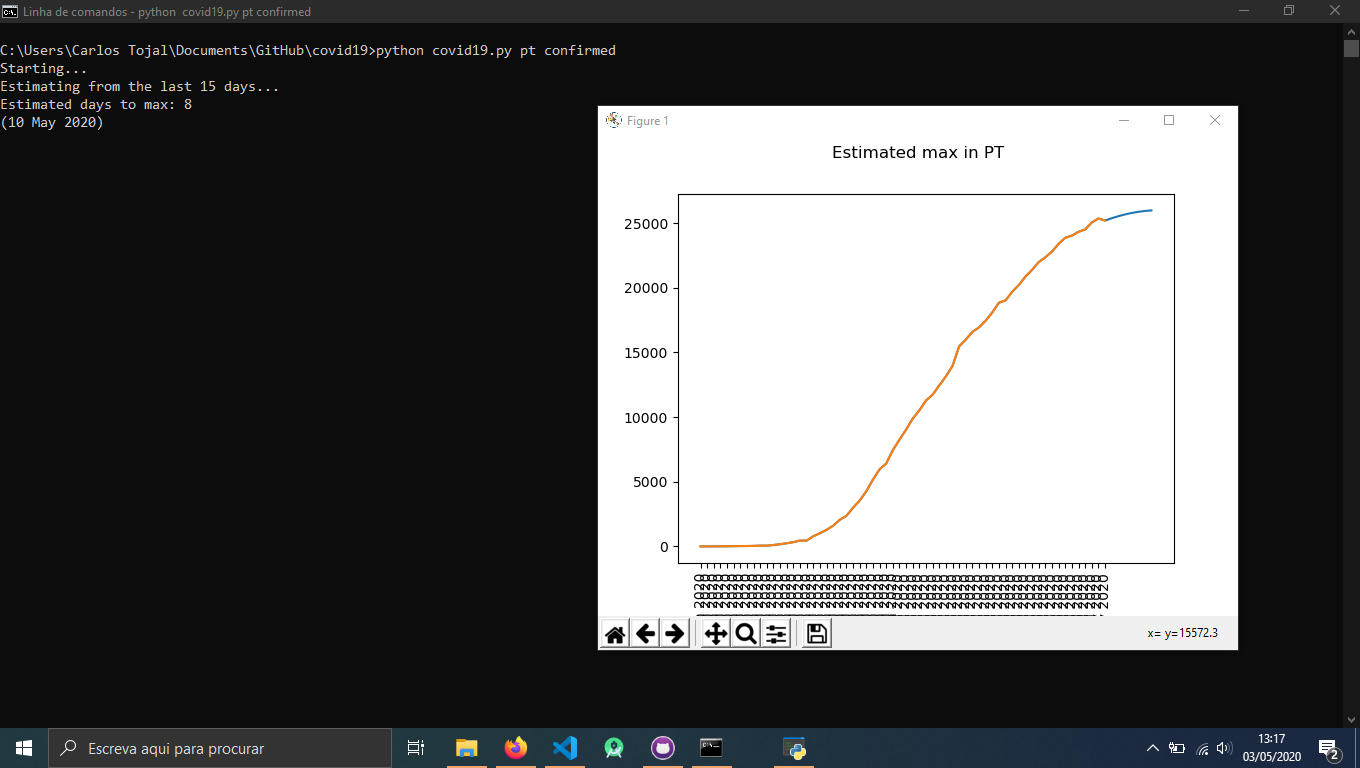 Linha de comandos - python  covid19.py pt confirmed
C:\Users\Carlos Tojal\Documents\GitHub\covid19>python covid19.py pt confirmed
Starting...
Estimating from the last 15 days...
Estimated days to max: 8
(10 May 2020)
Figure 1
Estimated max in PT
25000
20000
15000
10000
5000
0
2020
x= y=15572.3
Escreva aqui para procurar
13:17
03/05/2020
2